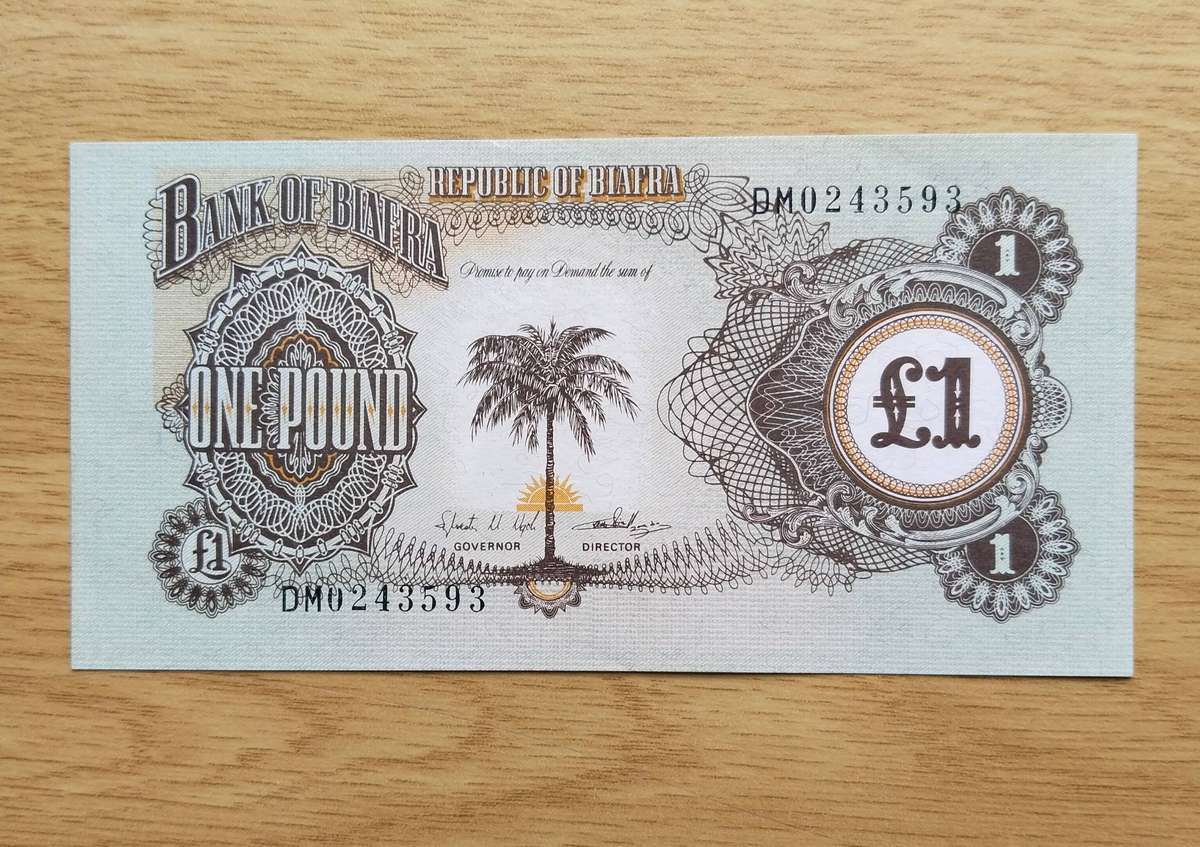 BANK OF BIAFRA
REPUBLIC OF BIAFRA
DM0243593
1
Promise to pay on Demand the sum of
ONE POUND
£1
GOVERNOR
DIRECTOR
£1
1
DM0243593